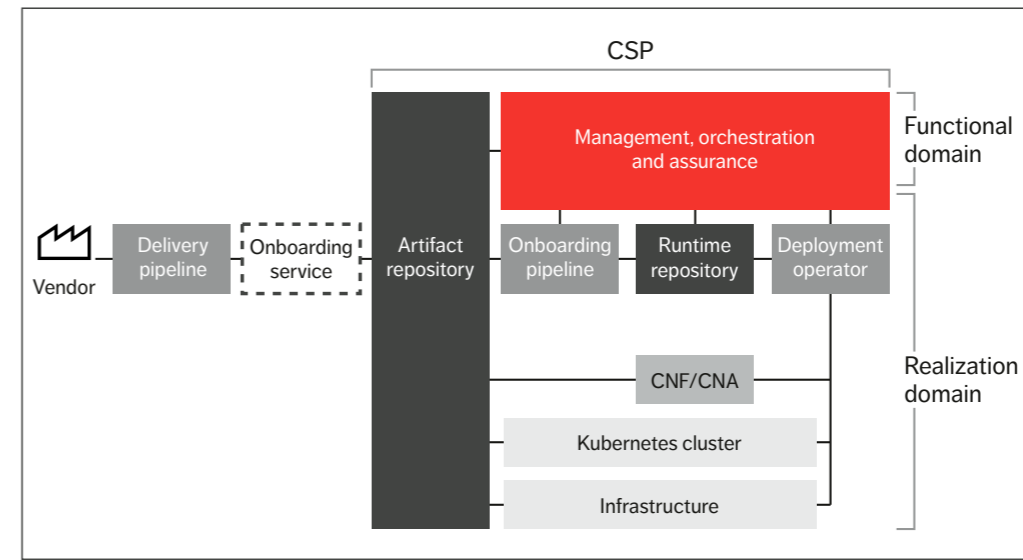 CSP
Management, orchestration
and assurance
Functional
domain
Vendor
Delivery
pipeline
Onboarding
service
Artifact
repository
Onboarding
pipeline
Runtime
repository
Deployment
operator
CNF/CNA
Realization
domain
Kubernetes cluster
Infrastructure